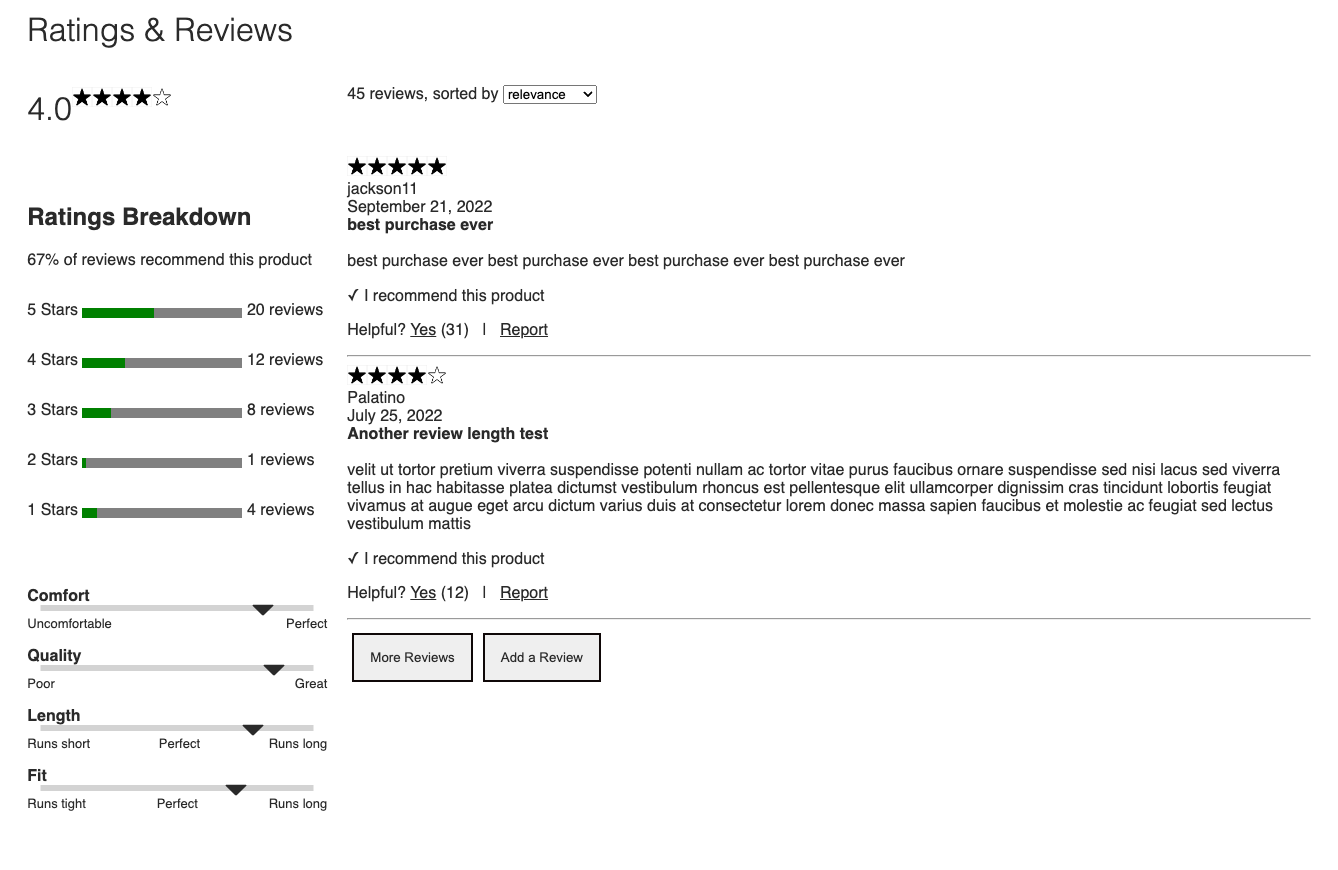 Ratings & Reviews
4.0★★★★☆
45 reviews, sorted by relevance
Ratings Breakdown
67% of reviews recommend this product
5 Stars 20 reviews
4 Stars 12 reviews
3 Stars 8 reviews
2 Stars 1 reviews
1 Stars 4 reviews
Comfort
Uncomfortable Perfect
Quality
Poor Great
Length
Runs short Perfect Runs long
Fit
Runs tight Perfect Runs long
★★★★★
jackson11
September 21, 2022
best purchase ever
best purchase ever best purchase ever best purchase ever best purchase ever
✓ I recommend this product
Helpful? Yes (31) | Report
★★★★☆
Palatino
July 25, 2022
Another review length test
velit ut tortor pretium viverra suspendisse potenti nullam ac tortor vitae purus faucibus ornare suspendisse sed nisi lacus sed viverra
tellus in hac habitasse platea dictumst vestibulum rhoncus est pellentesque elit ullamcorper dignissim cras tincidunt lobortis feugiat
vivamus at augue eget arcu dictum varius duis at consectetur lorem donec massa sapien faucibus et molestie ac feugiat sed lectus
vestibulum mattis
✓ I recommend this product
Helpful? Yes (12) | Report
More Reviews Add a Review